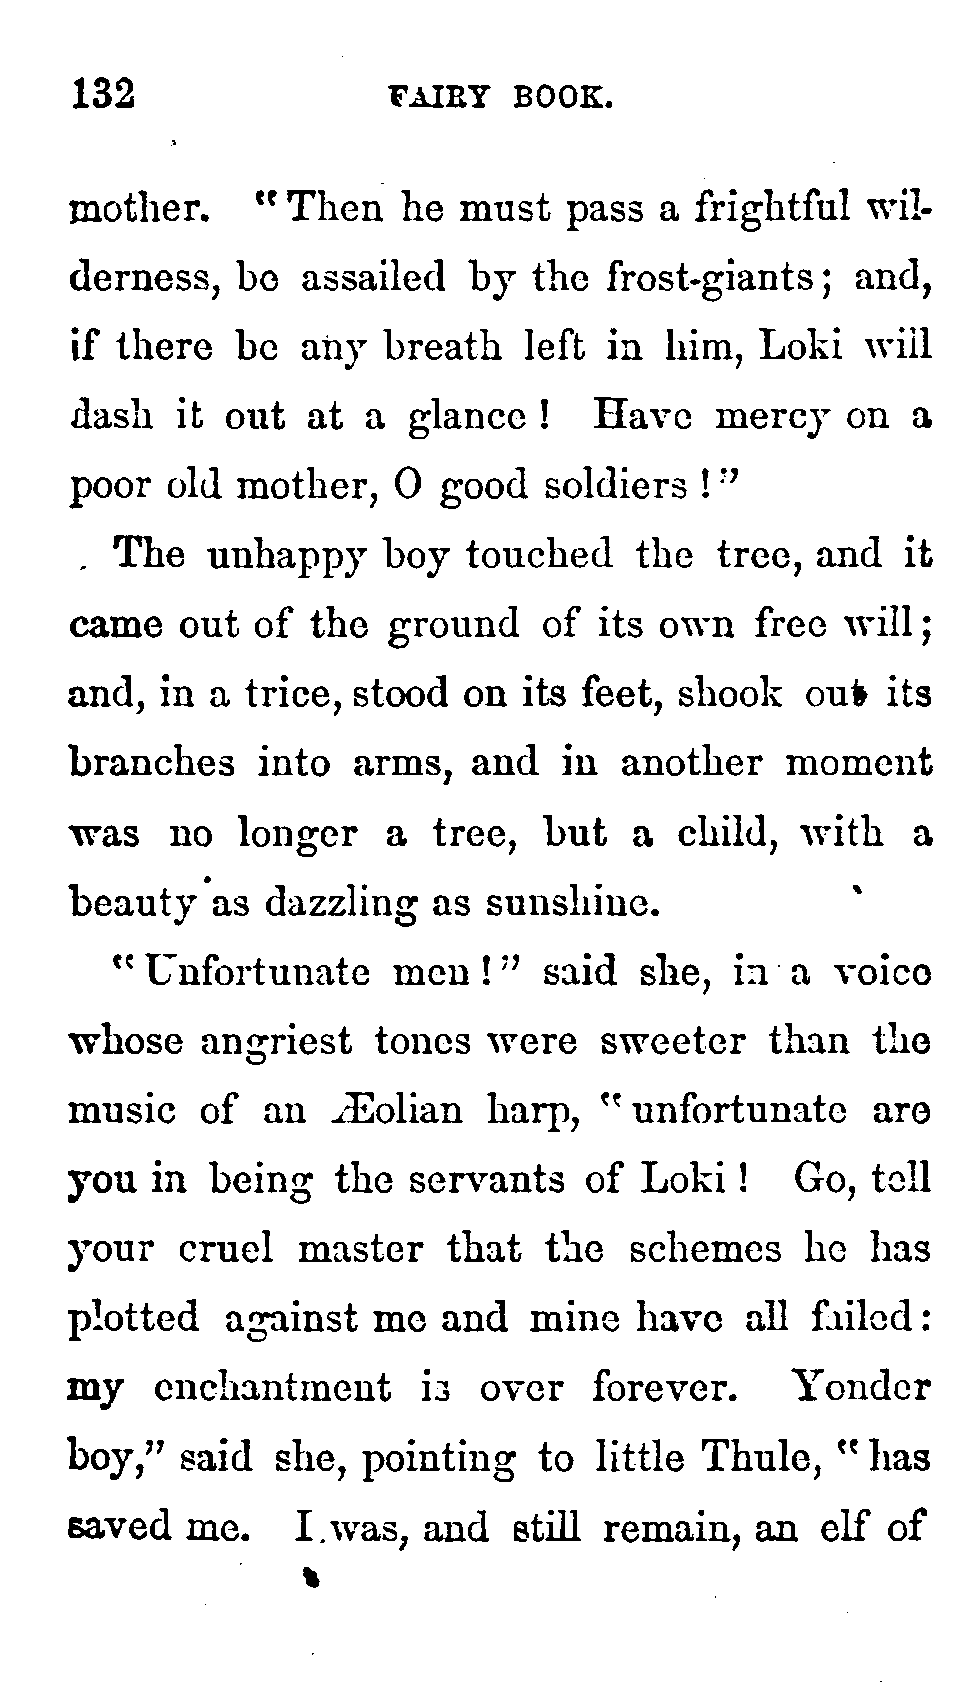 132 FAIRY BOOK.
mother. "Then he must pass a frightful wil-
derness, be assailed by the frost-giants; and,
if there be any breath left in him, Loki will
dash it out at a glance! Have mercy on a
poor old mother, O good soldiers!"
The unhappy boy touched the tree, and it
came out of the ground of its own free will;
and, in a trice, stood on its feet, shook out its
branches into arms, and in another moment
was no longer a tree, but a child, with a
beauty as dazzling as sunshine.
"Unfortunate men!" said she, in a voice
whose angriest tones were sweeter than the
music of an Æolian harp, "unfortunate are
you in being the servants of Loki! Go, tell
your cruel master that the schemes he has
plotted against me and mine have all failed:
my enchantment is over forever. Yonder
boy," said she, pointing to little Thule, "has
saved me. I was, and still remain, an elf of